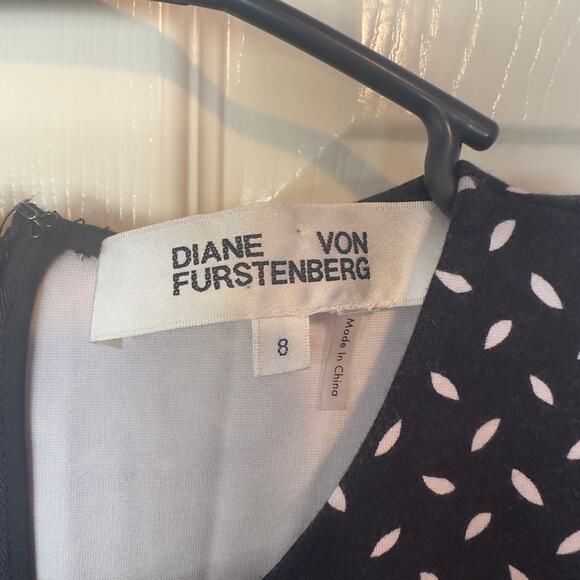 DIANE VON
FURSTENBERG
8
Made In China